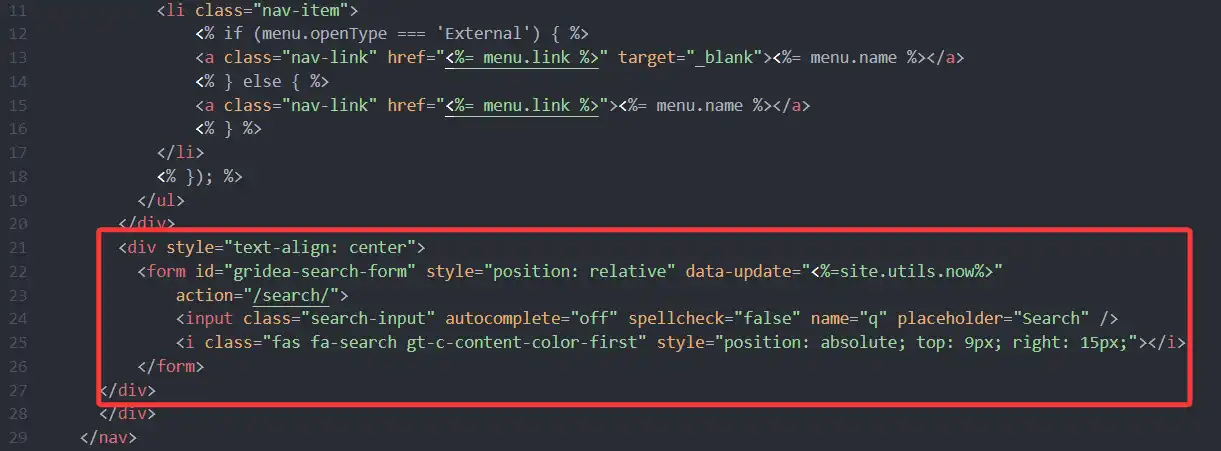 11 <li class="nav-item">
12 <% if (menu.openType === 'External') { %>
13 <a class="nav-link" href="<%= menu.link %>" target="_blank"><%= menu.name %></a>
14 <% } else { %>
15 <a class="nav-link" href="<%= menu.link %>"><%= menu.name %></a>
16 <% } %>
17 </li>
18 <% }); %>
19 </ul>
20 </div>
21 <div style="text-align: center">
22 <form id="gridea-search-form" style="position: relative" data-update="<%=site.utils.now%>"
23 action="/search/">
24 <input class="search-input" autocomplete="off" spellcheck="false" name="q" placeholder="Search" />
25 <i class="fas fa-search gt-c-content-color-first" style="position: absolute; top: 9px; right: 15px;"></i>
26 </form>
27 </div>
28 </div>
29 </nav>